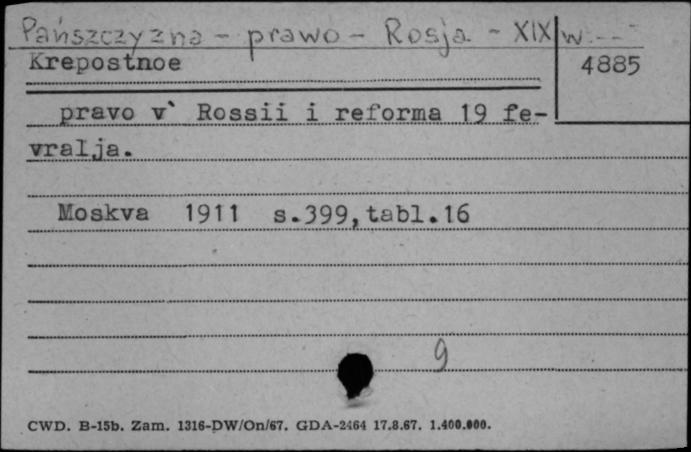 Pańszczyzna - prawo - Rosja - XIX w.
Krepostnoe
4885
pravo v` Rossii i reforma 19 fe-
vralja.
Moskva 1911 s.399,tabl.16
9
CWD. B-15b. Zam. 1316-DW/On/67. GDA-2464 17.8.67. 1.400.000.